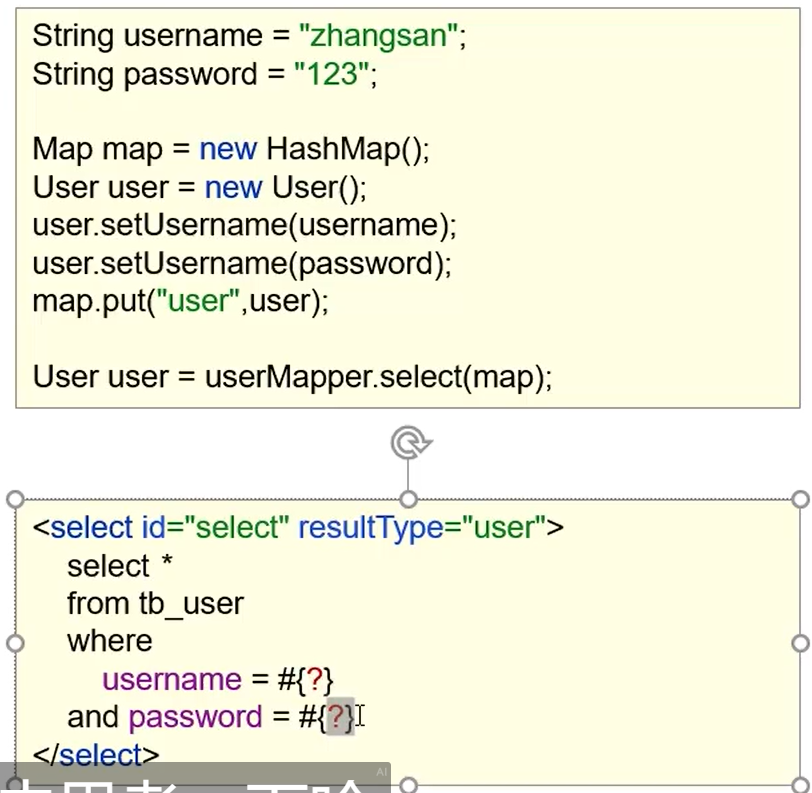 String username = "zhangsan";
String password = "123";
Map map = new HashMap();
User user = new User();
user.setUsername(username);
user.setUsername(password);
map.put("user",user);
User user = userMapper.select(map);
<select id="select" resultType="user">
select *
from tb_user
where
username = #{?}
and password = #{?}
</select>
AI